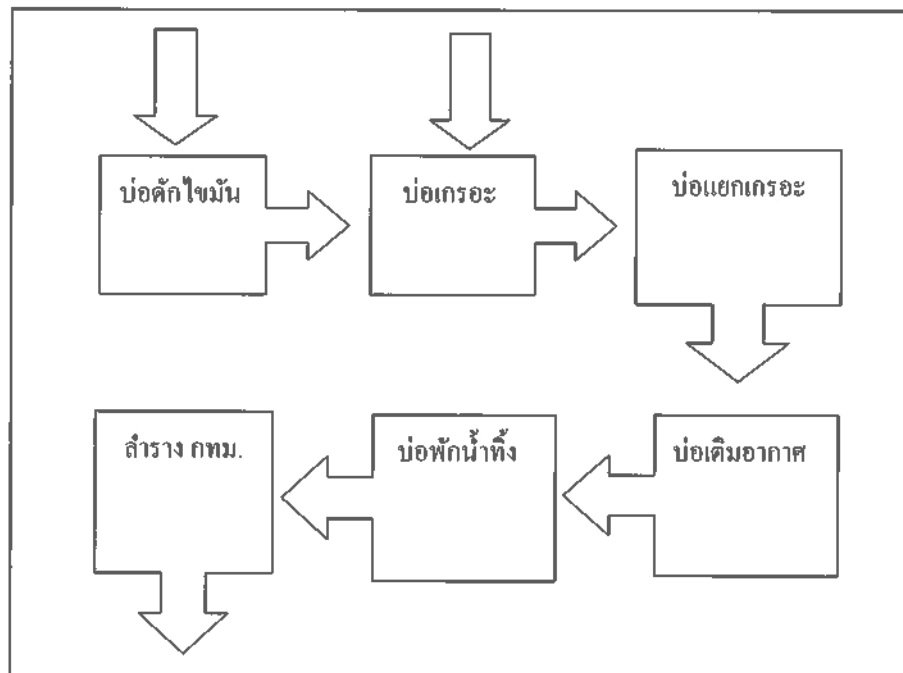 บ่อดักไขมัน
บ่อเกรอะ
บ่อแยกเกรอะ
ลำราง กทม.
บ่อพักน้ำทิ้ง
บ่อเติมอากาศ